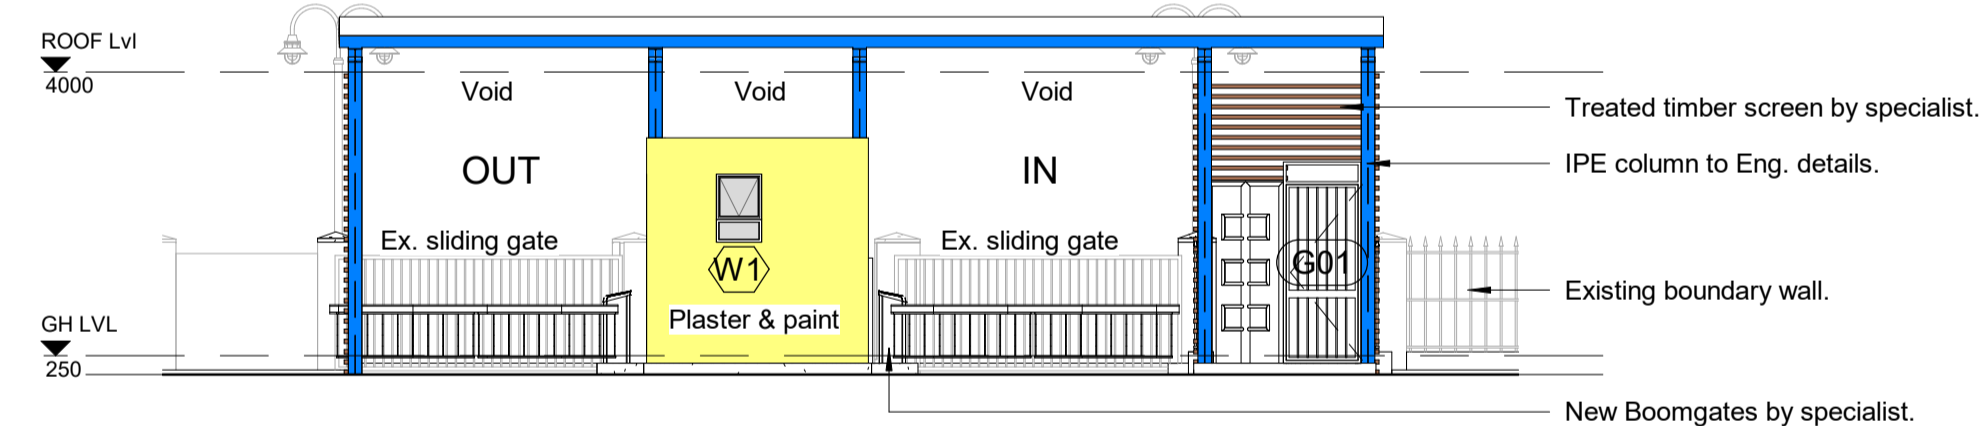 ROOF Lvl
4000
Void
Void
Void
Treated timber screen by specialist.
OUT
IN
IPE column to Eng. details.
Ex. sliding gate
Ex. sliding gate
W1
G01
Existing boundary wall.
Plaster & paint
GH LVL
250
New Boomgates by specialist.